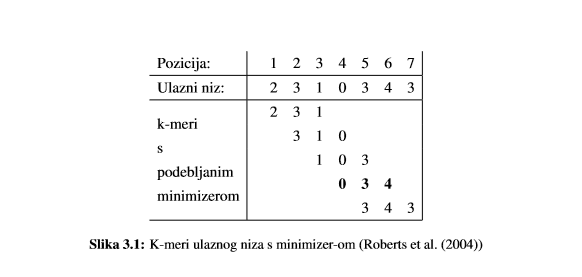 Pozicija: 1 2 3 4 5 6 7
Ulazni niz: 2 3 1 0 3 4 3
k-meri
s
podebljanim
minimizerom
2 3 1
3 1 0
1 0 3
0 3 4
3 4 3
Slika 3.1: K-meri ulaznog niza s minimizer-om (Roberts et al. (2004))